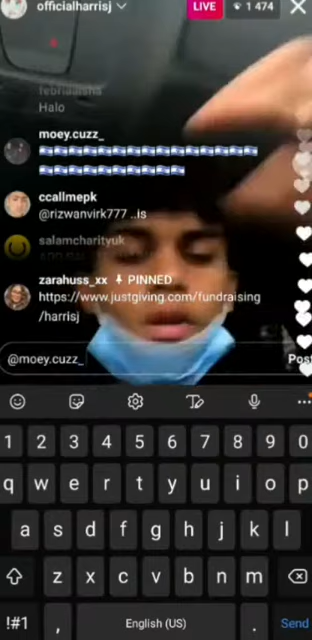 officialharrisj
LIVE
1 474
febriaaisha
Halo
moey.cuzz_
🇮🇱🇮🇱🇮🇱🇮🇱🇮🇱🇮🇱🇮🇱🇮🇱🇮🇱🇮🇱🇮🇱🇮🇱🇮🇱🇮🇱🇮🇱
🇮🇱🇮🇱🇮🇱🇮🇱🇮🇱🇮🇱🇮🇱🇮🇱🇮🇱🇮🇱
ccallmepk
@rizwanvirk777 ..is
salamcharityuk
zarahuss_xx PINNED
https://www.justgiving.com/fundraising
/harrisj
@moey.cuzz_
Post
1 2 3 4 5 6 7 8 9 0
q w e r t y u i o p
a s d f g h j k l
z x c v b n m
!#1 , English (US) . Send